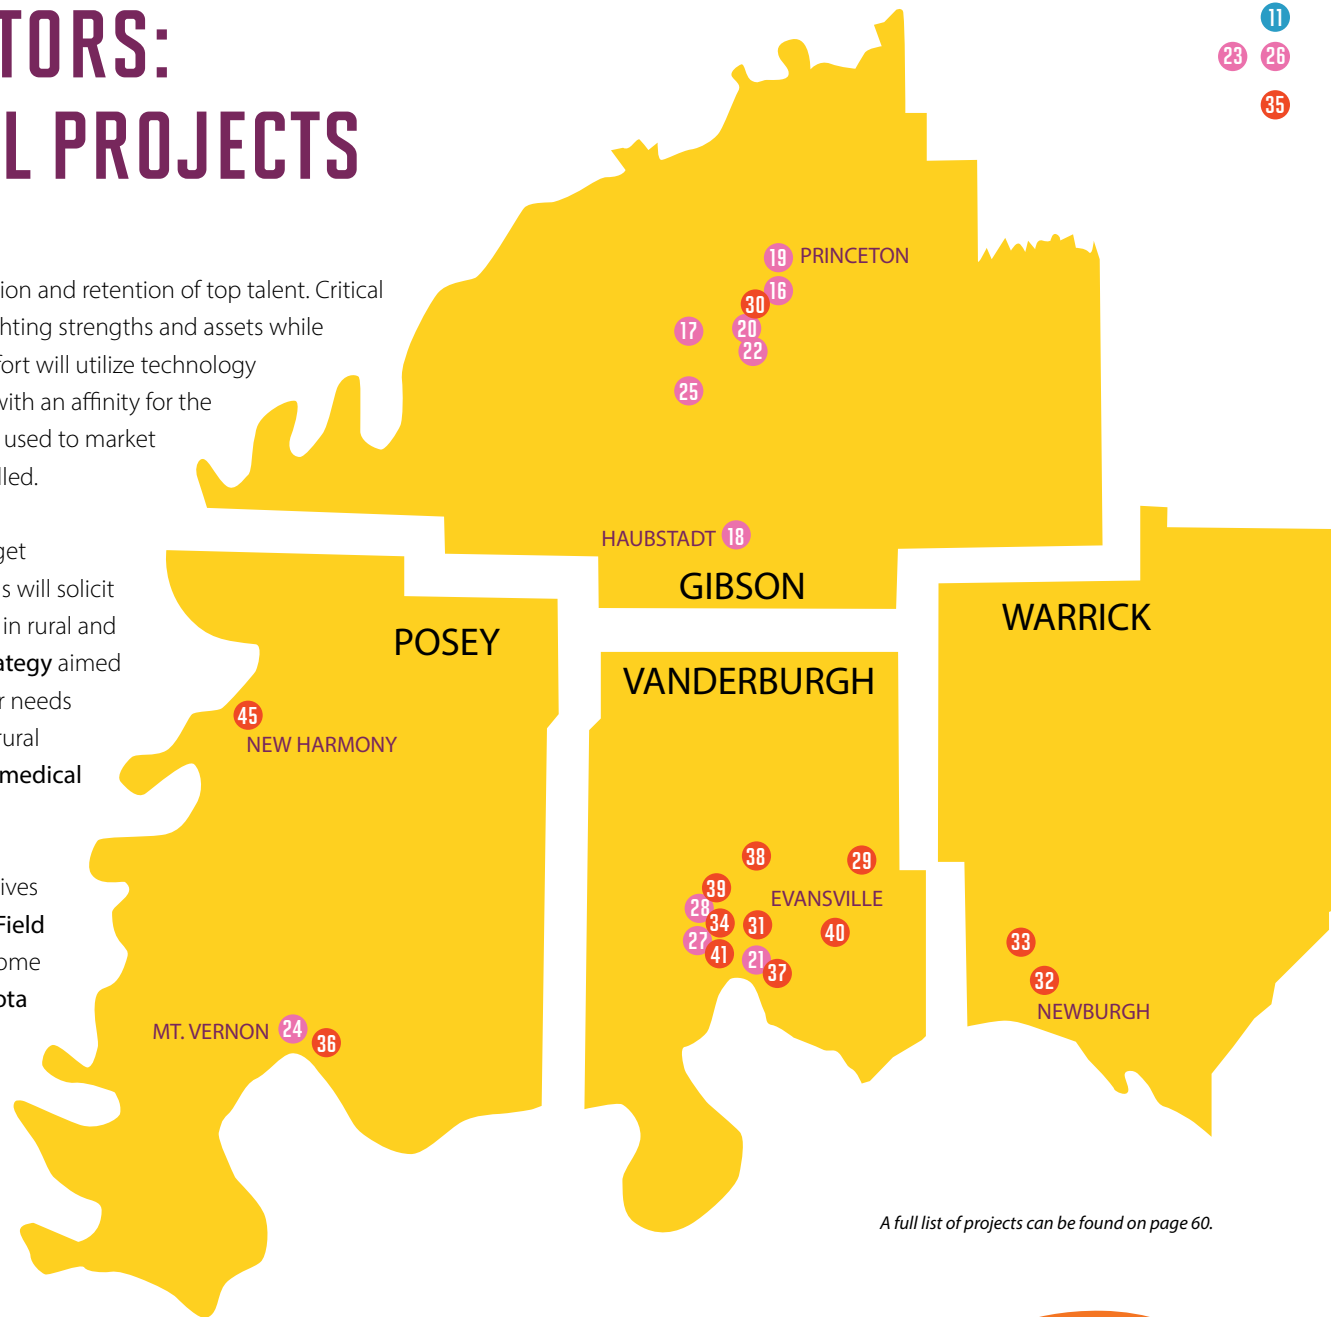 TORS:
L PROJECTS
ion and retention of top talent. Critical
hting strengths and assets while
fort will utilize technology
with an affinity for the
used to market
lled.
get
s will solicit
in rural and
ategy aimed
r needs
rural
medical
ives
Field
ome
ota
11
23 26
35
19 PRINCETON
16
30
17 20
22
25
HAUBSTADT 18
GIBSON
POSEY
WARRICK
VANDERBURGH
45
NEW HARMONY
38 29
39
EVANSVILLE
28
34 31 40
27
41 21
37
33
32
NEWBURGH
MT. VERNON 24
36
A full list of projects can be found on page 60.